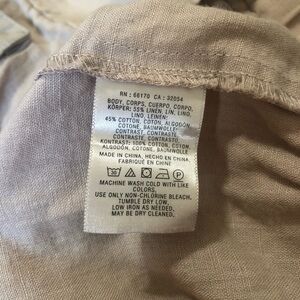 RN : 66170 CA : 32054
BODY, CORPS, CUERPO, CORPO,
KÖRPER: 55% LINEN, LIN, LINO,
LINO, LEINEN:
45% COTTON, COTON, ALGODON
COTONE, BAUMWOLLE
CONTRAST, CONTRASTE,
CONTRASTE, CONTRASTO,
KONTRAST: 100% COTTON, COTON,
ALGODÓN, COTONE, BAUMWOLLE
MADE IN CHINA, HECHO EN CHINA,
FABRIQUÉ EN CHINE
MACHINE WASH COLD WITH LIKE
COLORS,
USE ONLY NON-CHLORINE BLEACH,
TUMBLE DRY LOW,
LOW IRON AS NEEDED,
MAY BE DRY CLEANED.